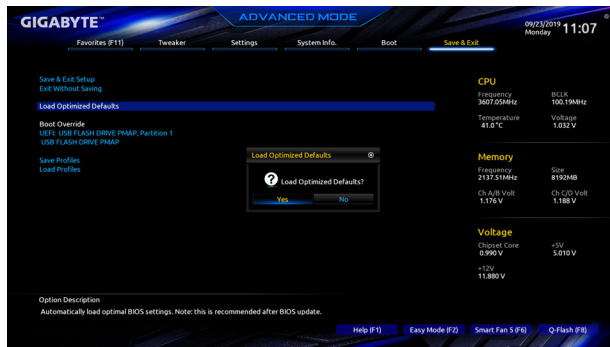 GIGABYTE™
ADVANCED MODE
09/23/2019
Monday
11:07
Favorites (F11) Tweaker Settings System Info. Boot Save & Exit
Save & Exit Setup
Exit Without Saving
Load Optimized Defaults
Boot Override
UEFI: USB FLASH DRIVE PMAP, Partition 1
USB FLASH DRIVE PMAP
Save Profiles
Load Profiles
Load Optimized Defaults
Load Optimized Defaults?
Yes No
CPU
Frequency BCLK
3607.05MHz 100.19MHz
Temperature Voltage
41.0 °C 1.032 V
Memory
Frequency Size
2137.51MHz 8192MB
Ch A/B Volt Ch C/D Volt
1.176 V 1.188 V
Voltage
Chipset Core +5V
0.990 V 5.010 V
+12V
11.880 V
Option Description
Automatically load optimal BIOS settings. Note: this is recommended after BIOS update.
Help (F1) Easy Mode (F2) Smart Fan 5 (F6) Q-Flash (F8)